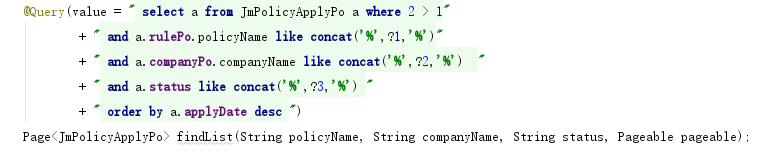 @Query(value = " select a from JmPolicyApplyPo a where 2 > 1"
+ " and a.rulePo.policyName like concat('%',?1,'%')"
+ " and a.companyPo.companyName like concat('%',?2,'%')  "
+ " and a.status like concat('%',?3,'%') "
+ " order by a.applyDate desc ")
Page<JmPolicyApplyPo> findList(String policyName, String companyName, String status, Pageable pageable);